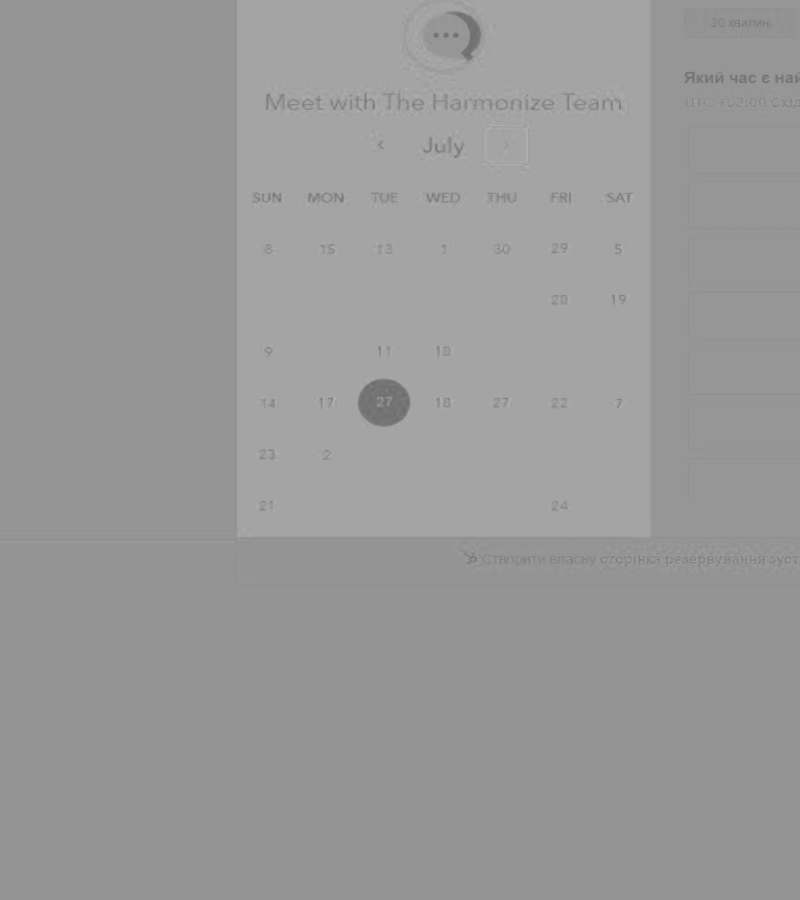 30 хвилин
Який час є най
UTC +03:00 Схід
Meet with The Harmonize Team
July
SUN MON TUE WED THU FRI SAT
8 15 13 1 30 29 5
20 19
9 11 10
14 17 27 18 27 22 7
23 2
21 24
Створити власну сторінка резервування зуст